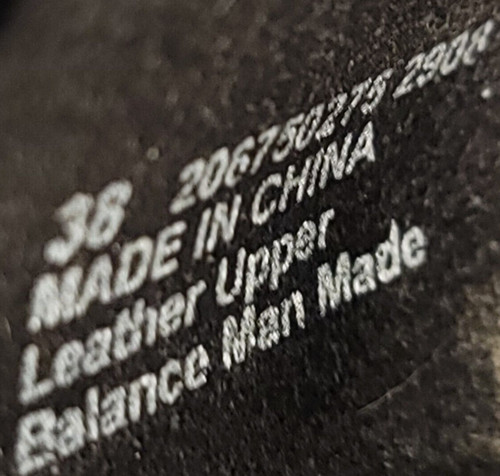 38 206750275 2908
MADE IN CHINA
Leather Upper
Balance Man Made